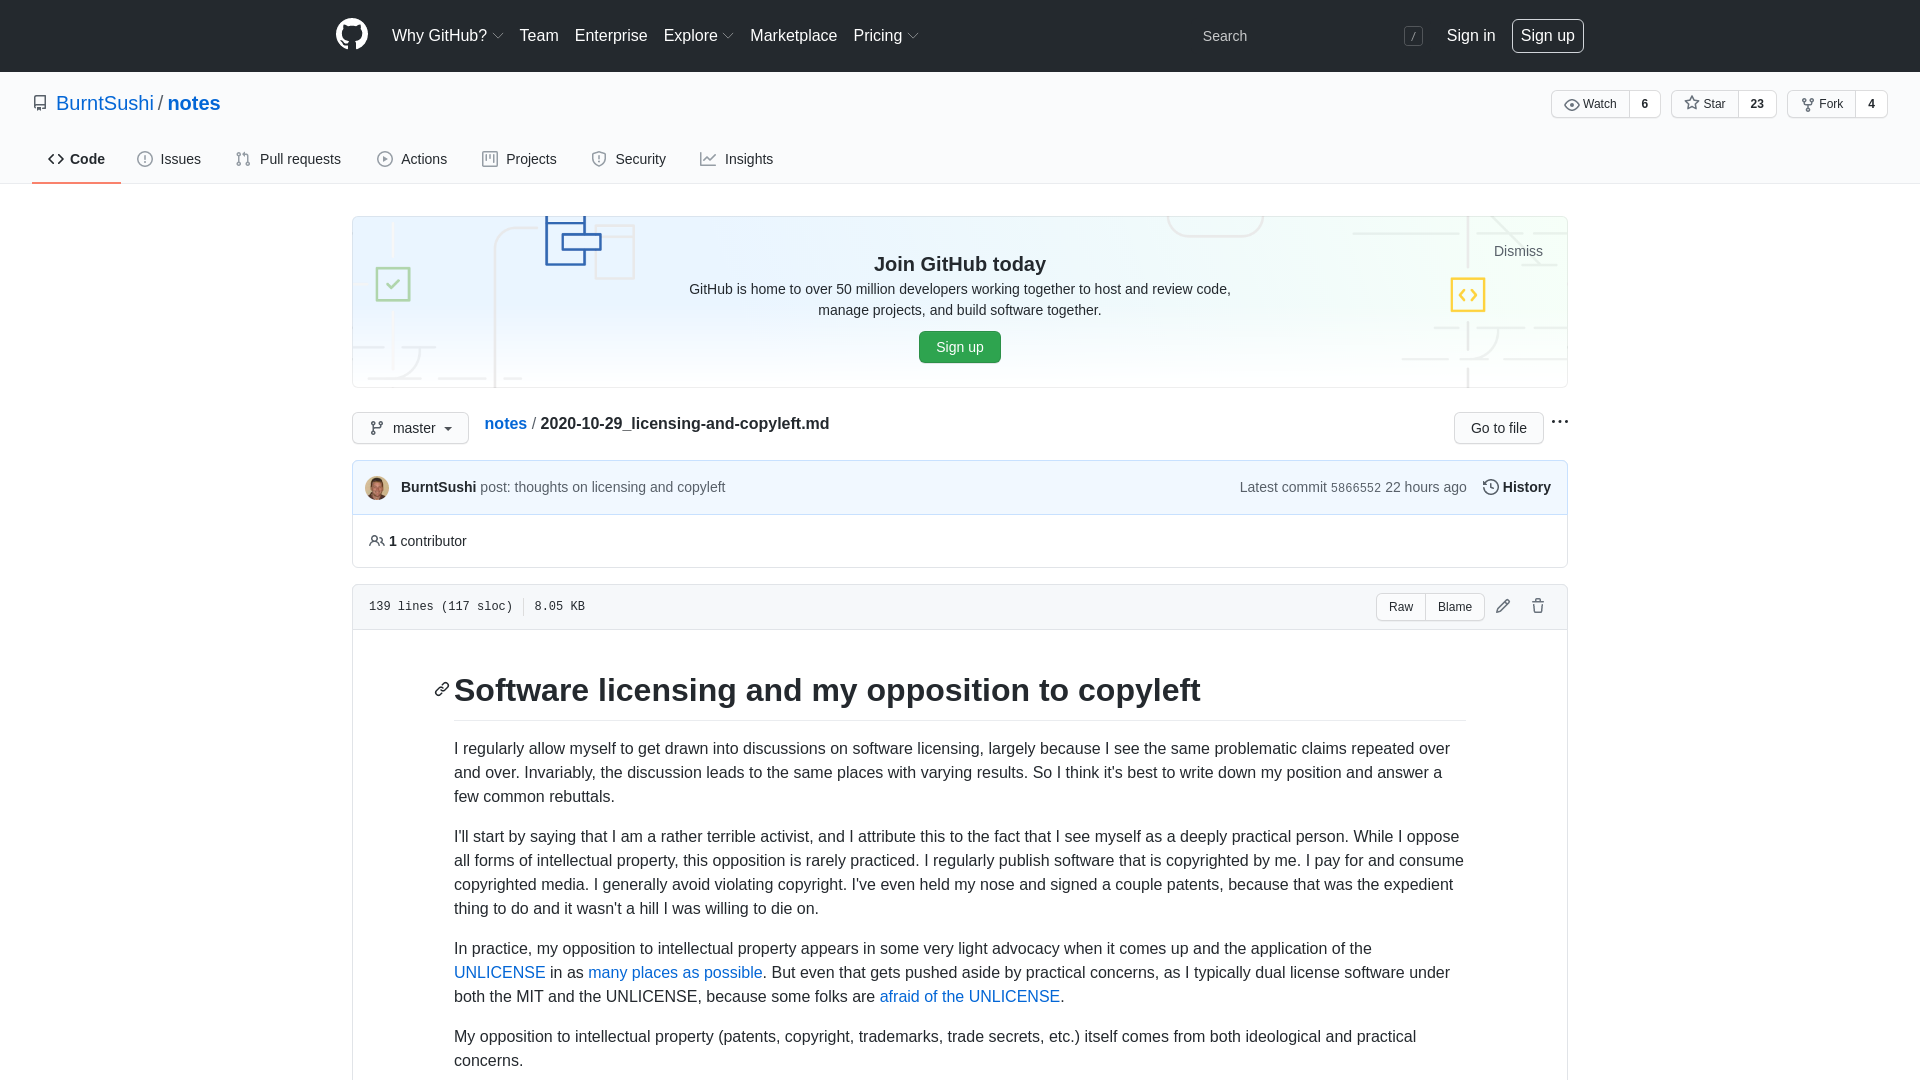 Why GitHub? Team Enterprise Explore Marketplace Pricing Search / Sign in Sign up
BurntSushi / notes Watch 6 Star 23 Fork 4
Code Issues Pull requests Actions Projects Security Insights
Dismiss
Join GitHub today
GitHub is home to over 50 million developers working together to host and review code,
manage projects, and build software together.
Sign up
master notes / 2020-10-29_licensing-and-copyleft.md Go to file
BurntSushi post: thoughts on licensing and copyleft Latest commit 5866552 22 hours ago History
1 contributor
139 lines (117 sloc) 8.05 KB Raw Blame
Software licensing and my opposition to copyleft
I regularly allow myself to get drawn into discussions on software licensing, largely because I see the same problematic claims repeated over
and over. Invariably, the discussion leads to the same places with varying results. So I think it's best to write down my position and answer a
few common rebuttals.
I'll start by saying that I am a rather terrible activist, and I attribute this to the fact that I see myself as a deeply practical person. While I oppose
all forms of intellectual property, this opposition is rarely practiced. I regularly publish software that is copyrighted by me. I pay for and consume
copyrighted media. I generally avoid violating copyright. I've even held my nose and signed a couple patents, because that was the expedient
thing to do and it wasn't a hill I was willing to die on.
In practice, my opposition to intellectual property appears in some very light advocacy when it comes up and the application of the
UNLICENSE in as many places as possible. But even that gets pushed aside by practical concerns, as I typically dual license software under
both the MIT and the UNLICENSE, because some folks are afraid of the UNLICENSE.
My opposition to intellectual property (patents, copyright, trademarks, trade secrets, etc.) itself comes from both ideological and practical
concerns.